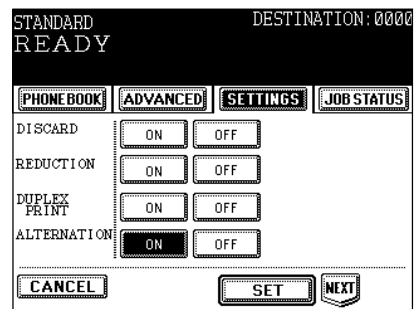 STANDARD DESTINATION:0000
READY
PHONEBOOK ADVANCED SETTINGS JOB STATUS
DISCARD ON OFF
REDUCTION ON OFF
DUPLEX
PRINT ON OFF
ALTERNATION ON OFF
CANCEL SET NEXT